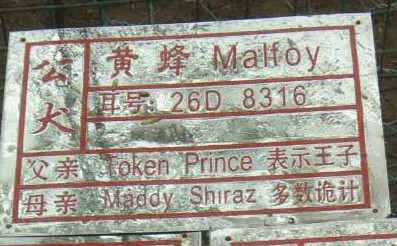 公犬
黄蜂 Malfoy
耳号: 26D 8316
父亲 Token Prince 表示王子
母亲 Maddy Shiraz 多数诡计